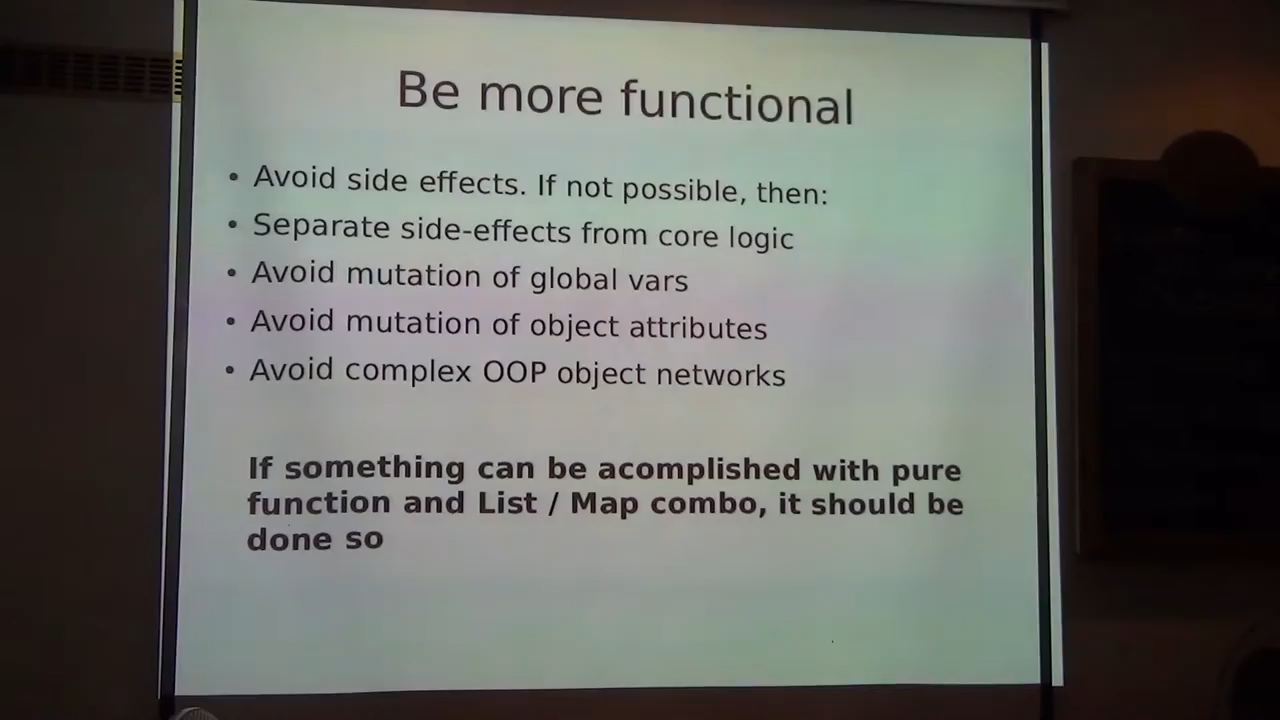 Be more functional
• Avoid side effects. If not possible, then:
• Separate side-effects from core logic
• Avoid mutation of global vars
• Avoid mutation of object attributes
• Avoid complex OOP object networks
If something can be acomplished with pure
function and List / Map combo, it should be
done so